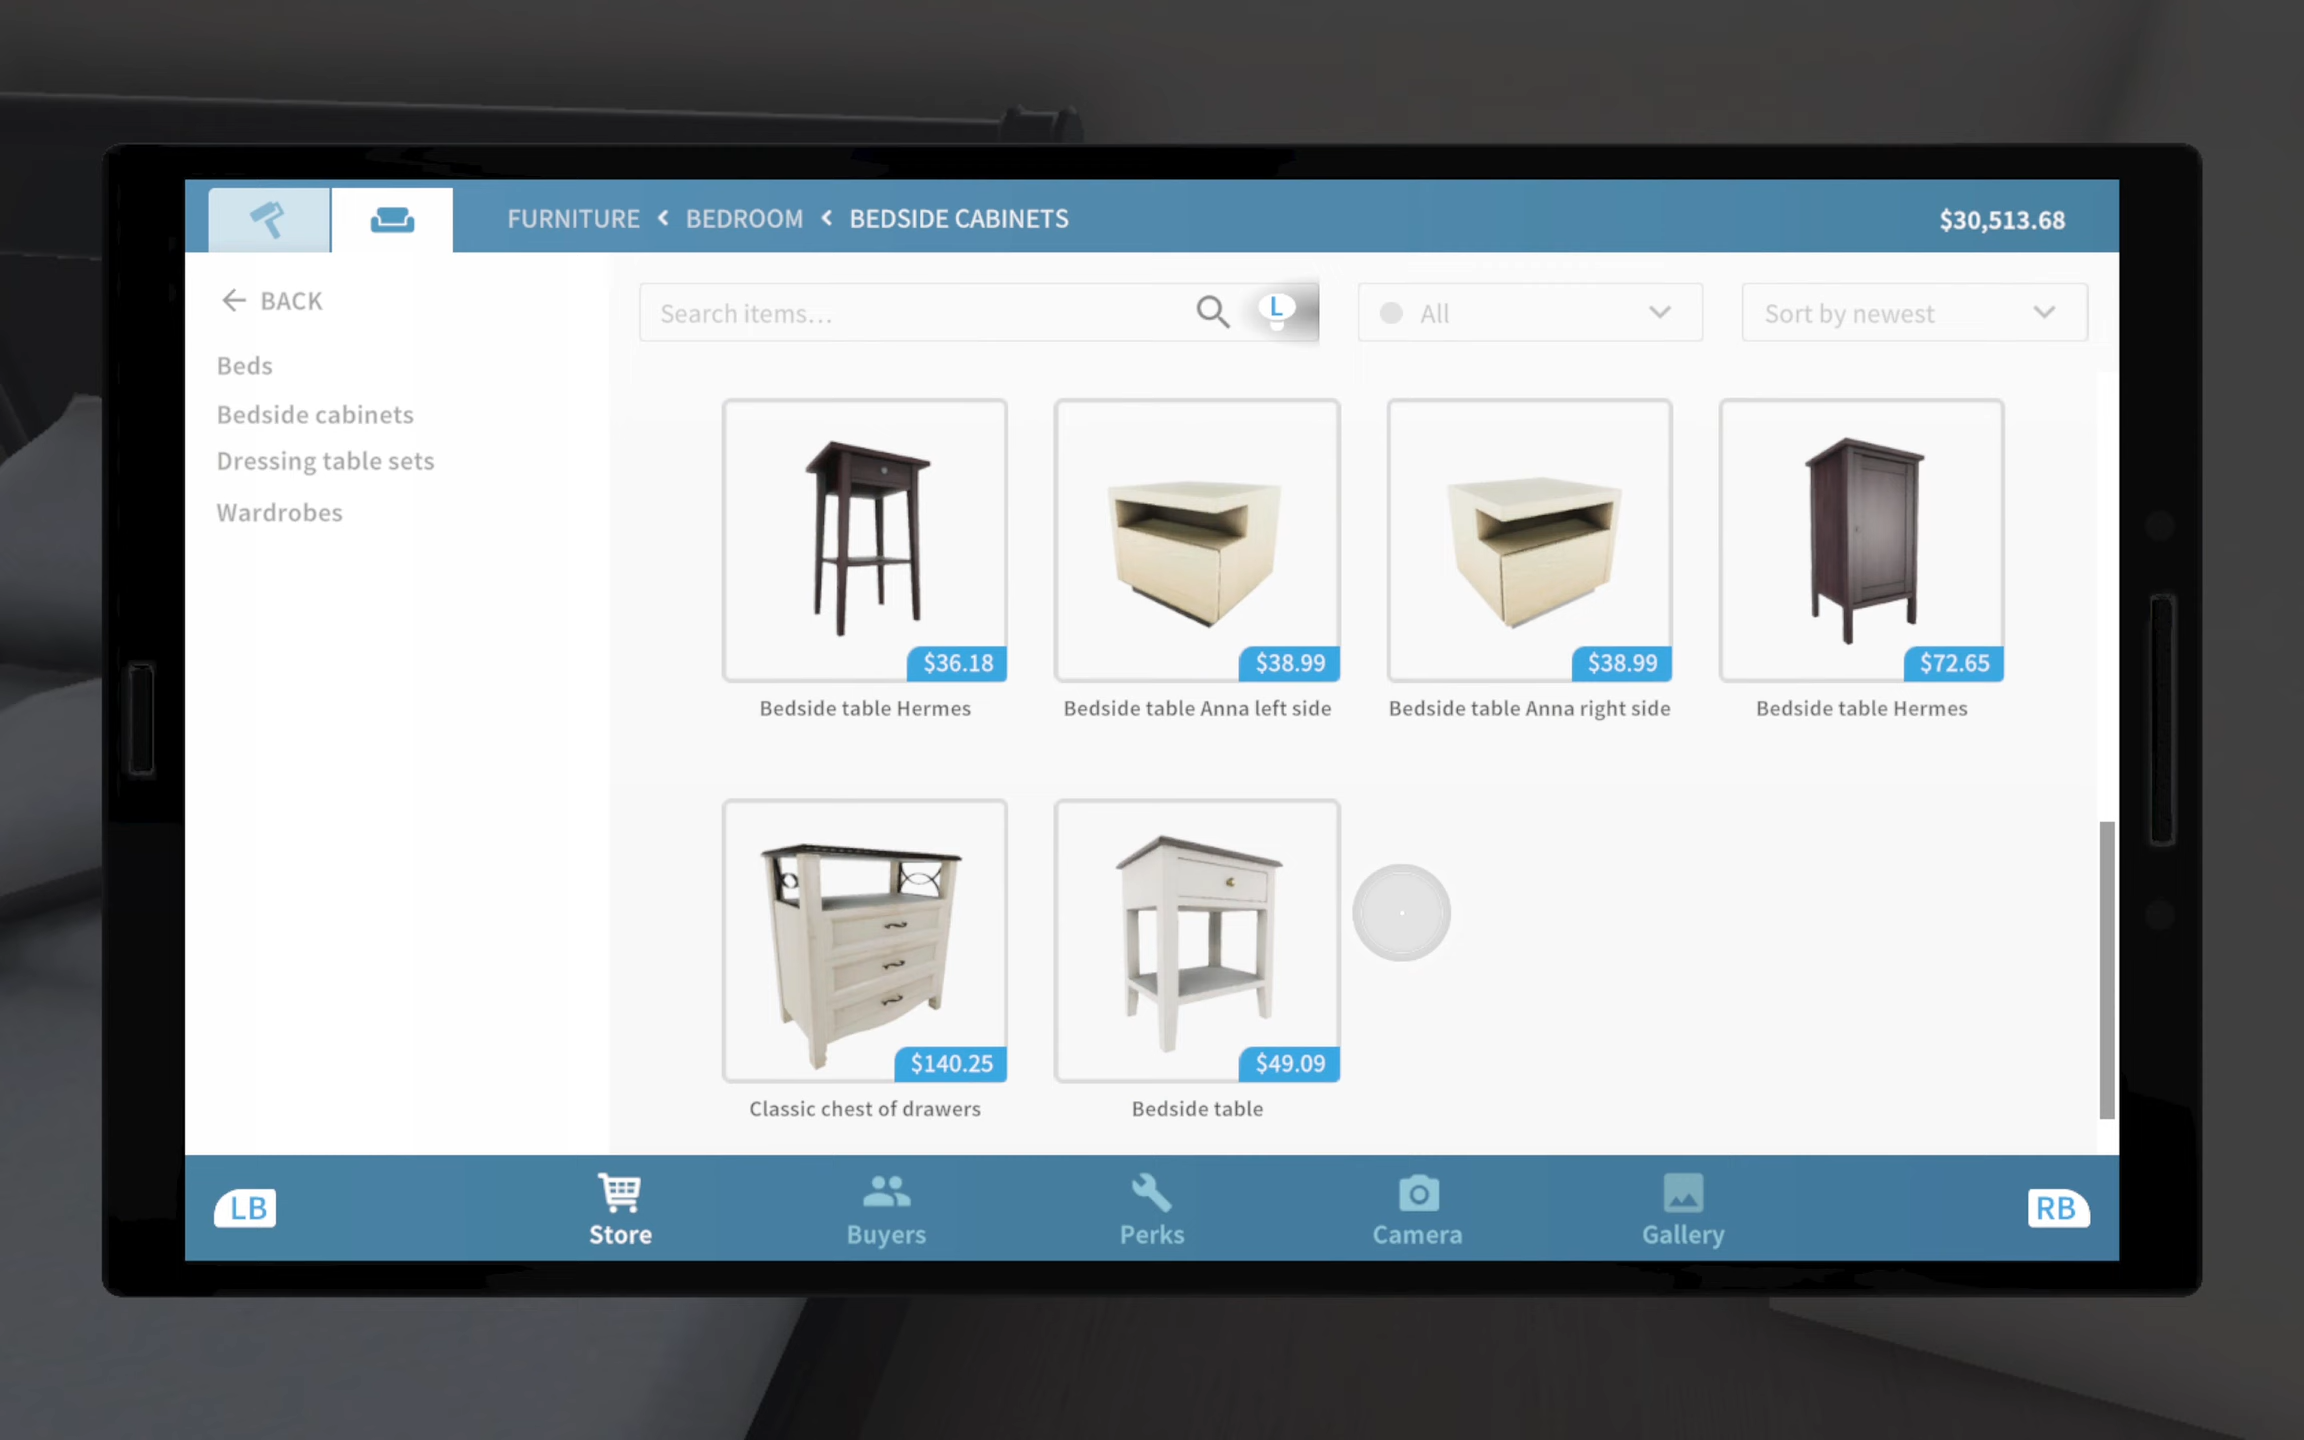 FURNITURE < BEDROOM < BEDSIDE CABINETS
$30,513.68
BACK
Search items...
L
All
Sort by newest
Beds
Bedside cabinets
Dressing table sets
Wardrobes
$36.18
$38.99
$38.99
$72.65
Bedside table Hermes
Bedside table Anna left side
Bedside table Anna right side
Bedside table Hermes
$140.25
$49.09
Classic chest of drawers
Bedside table
LB
Store
Buyers
Perks
Camera
Gallery
RB